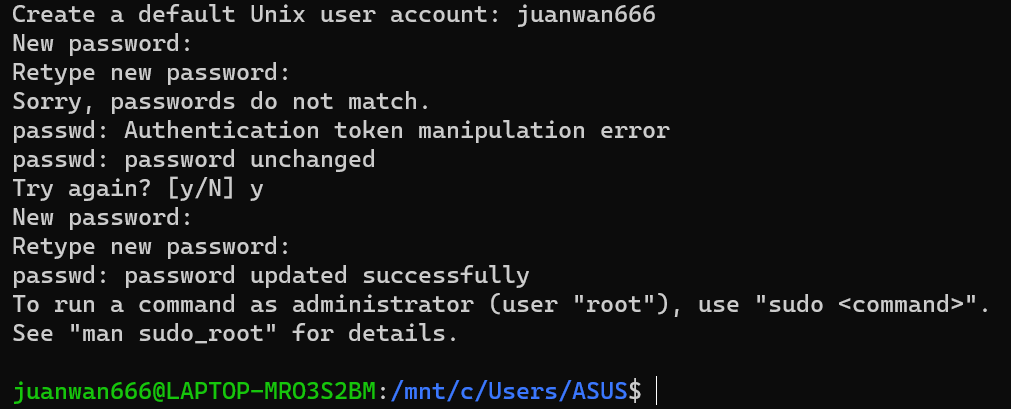 Create a default Unix user account: juanwan666
New password:
Retype new password:
Sorry, passwords do not match.
passwd: Authentication token manipulation error
passwd: password unchanged
Try again? [y/N] y
New password:
Retype new password:
passwd: password updated successfully
To run a command as administrator (user "root"), use "sudo <command>".
See "man sudo_root" for details.
juanwan666@LAPTOP-MRO3S2BM:/mnt/c/Users/ASUS$